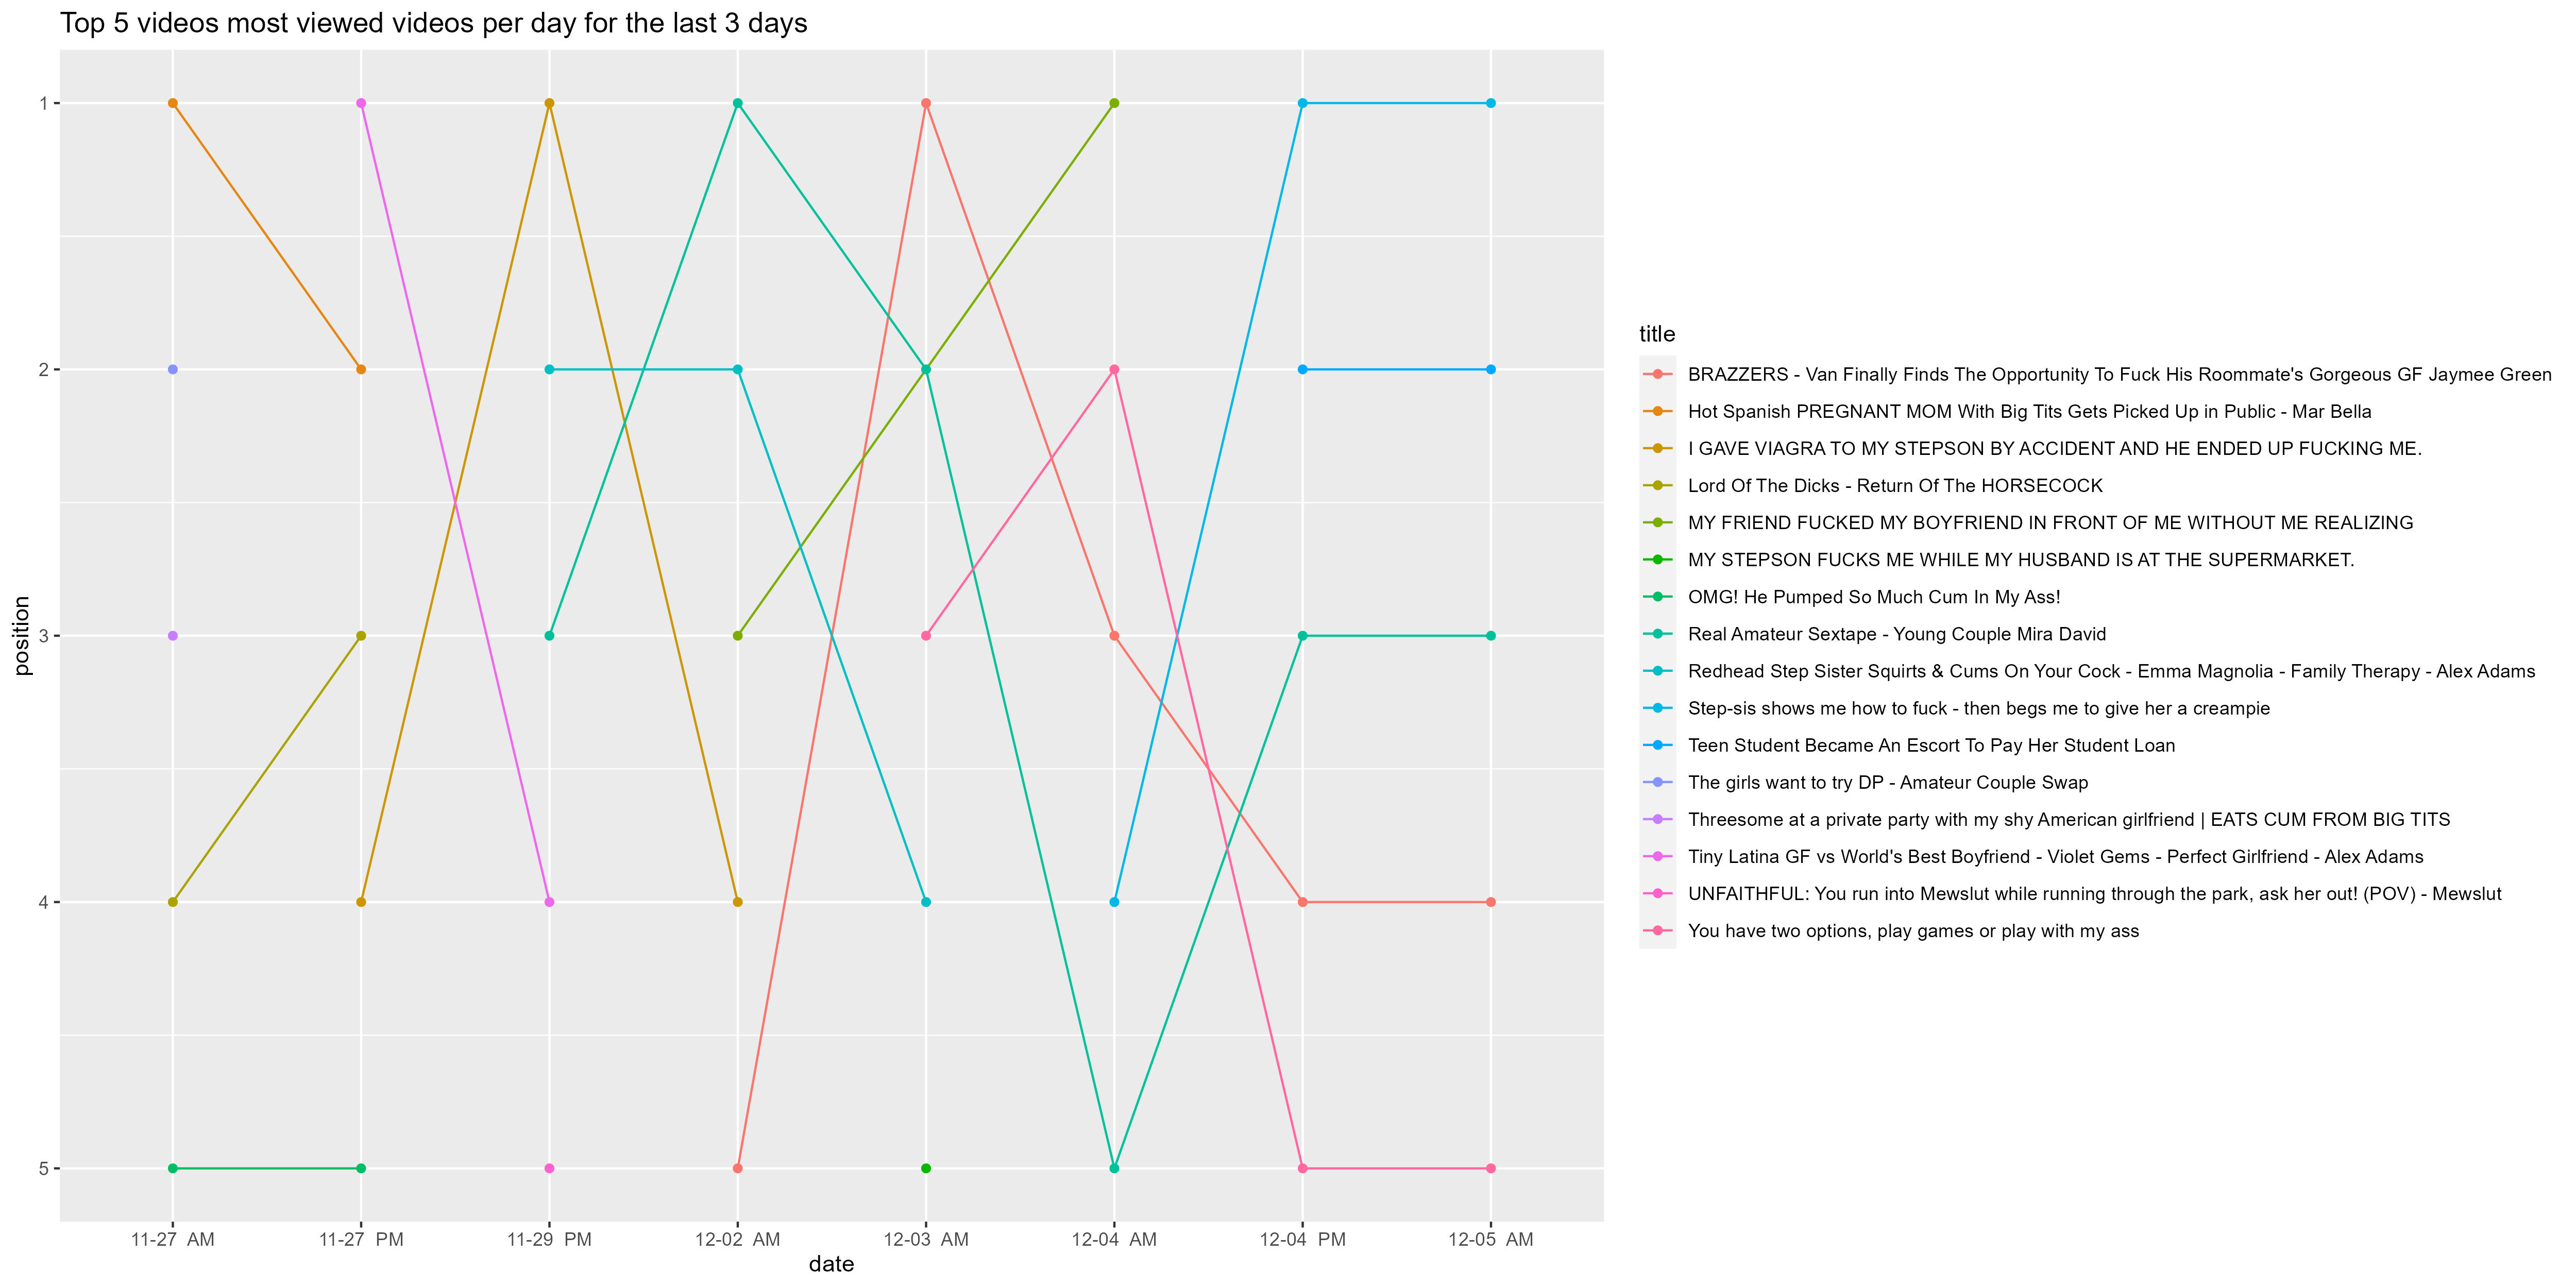 Top 5 videos most viewed videos per day for the last 3 days
position
1
2
3
4
5
11-27 AM
11-27 PM
11-29 PM
12-02 AM
12-03 AM
12-04 AM
12-04 PM
12-05 AM
date
title
BRAZZERS - Van Finally Finds The Opportunity To Fuck His Roommate's Gorgeous GF Jaymee Green
Hot Spanish PREGNANT MOM With Big Tits Gets Picked Up in Public - Mar Bella
I GAVE VIAGRA TO MY STEPSON BY ACCIDENT AND HE ENDED UP FUCKING ME.
Lord Of The Dicks - Return Of The HORSECOCK
MY FRIEND FUCKED MY BOYFRIEND IN FRONT OF ME WITHOUT ME REALIZING
MY STEPSON FUCKS ME WHILE MY HUSBAND IS AT THE SUPERMARKET.
OMG! He Pumped So Much Cum In My Ass!
Real Amateur Sextape - Young Couple Mira David
Redhead Step Sister Squirts & Cums On Your Cock - Emma Magnolia - Family Therapy - Alex Adams
Step-sis shows me how to fuck - then begs me to give her a creampie
Teen Student Became An Escort To Pay Her Student Loan
The girls want to try DP - Amateur Couple Swap
Threesome at a private party with my shy American girlfriend | EATS CUM FROM BIG TITS
Tiny Latina GF vs World's Best Boyfriend - Violet Gems - Perfect Girlfriend - Alex Adams
UNFAITHFUL: You run into Mewslut while running through the park, ask her out! (POV) - Mewslut
You have two options, play games or play with my ass